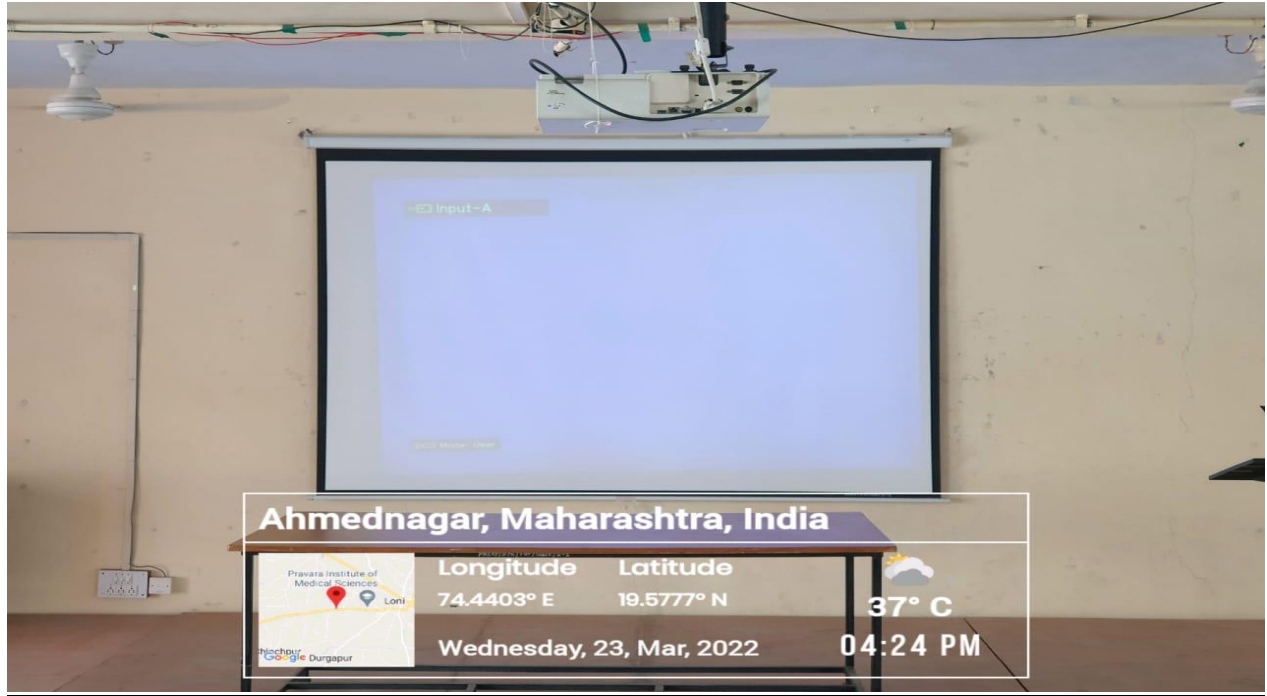 Input-A
Ahmednagar, Maharashtra, India
Pravara Institute of
Medical Sciences
Loni
Google Durgapur
Longitude Latitude
74.4403° E 19.5777° N
Wednesday, 23, Mar, 2022
37° C
04:24 PM